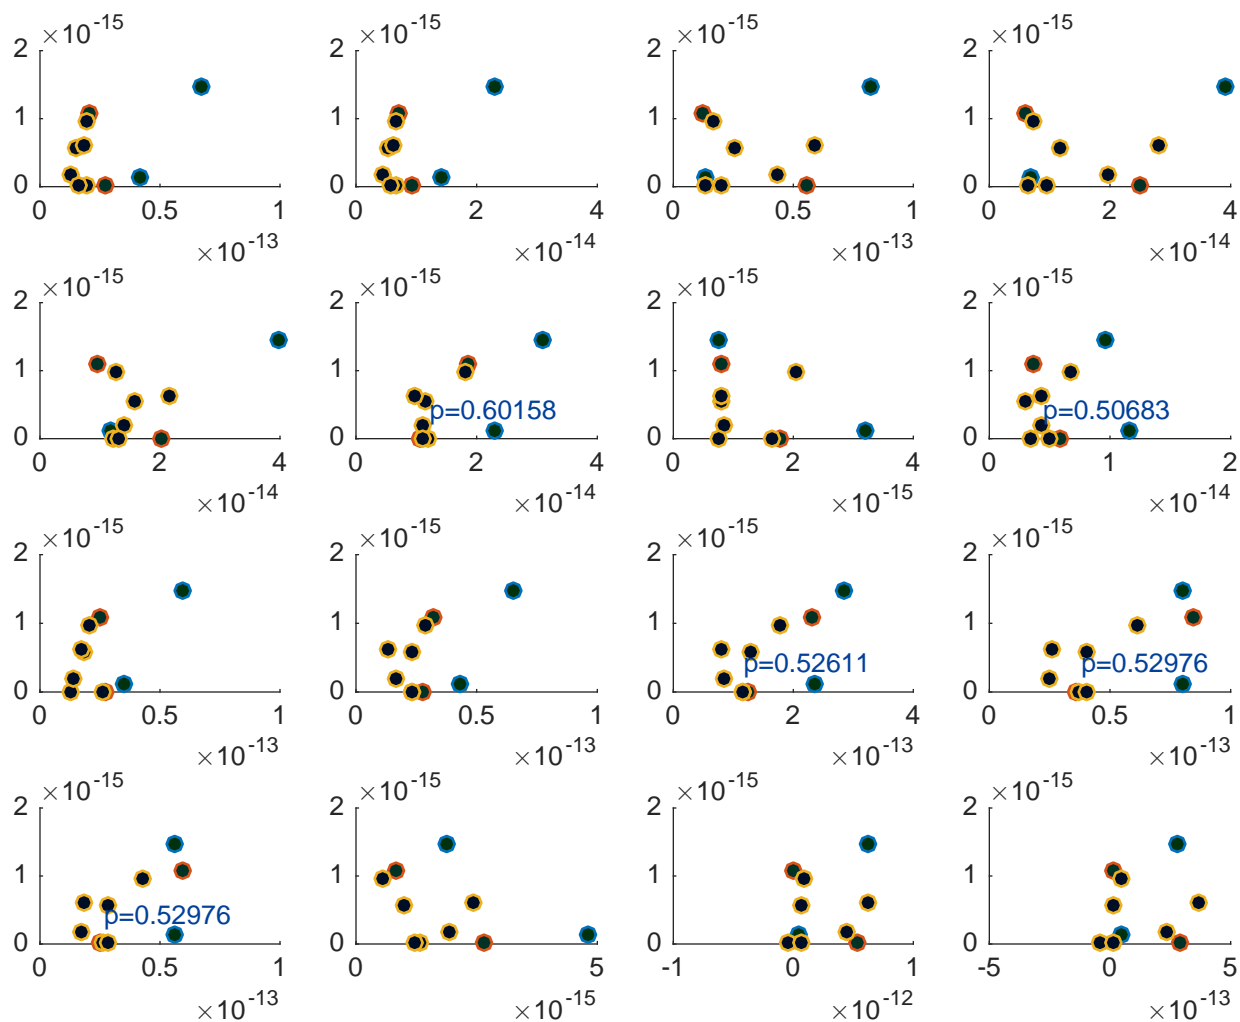 ×10-15 ×10-15 ×10-15 ×10-15
2 2 2 2
1 1 1 1
0 0 0 0
0 0.5 1 0 2 4 0 0.5 1 0 2 4
×10-13 ×10-14 ×10-13 ×10-14
×10-15 ×10-15 ×10-15 ×10-15
2 2 2 2
1 1 1 1
p=0.60158 p=0.50683
0 0 0 0
0 2 4 0 2 4 0 2 4 0 1 2
×10-14 ×10-14 ×10-15 ×10-14
×10-15 ×10-15 ×10-15 ×10-15
2 2 2 2
1 1 1 1
p=0.52611 p=0.52976
0 0 0 0
0 0.5 1 0 0.5 1 0 2 4 0 0.5 1
×10-13 ×10-13 ×10-13 ×10-13
×10-15 ×10-15 ×10-15 ×10-15
2 2 2 2
1 1 1 1
p=0.52976
0 0 0 0
0 0.5 1 0 5 -1 0 1 -5 0 5
×10-13 ×10-15 ×10-12 ×10-13